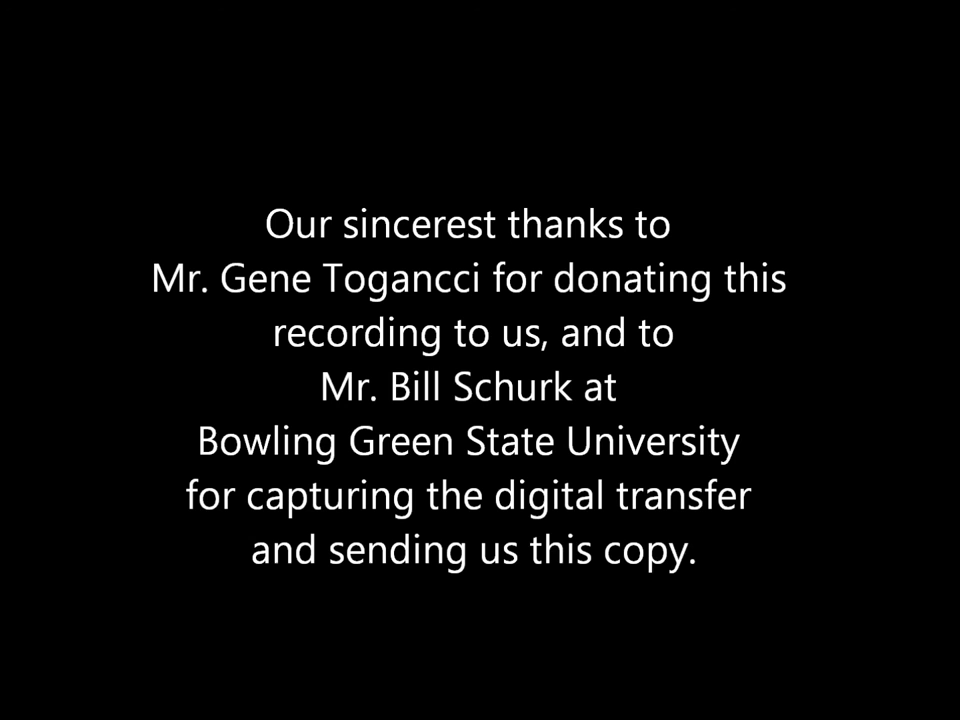 Our sincerest thanks to
Mr. Gene Togancci for donating this
recording to us, and to
Mr. Bill Schurk at
Bowling Green State University
for capturing the digital transfer
and sending us this copy.